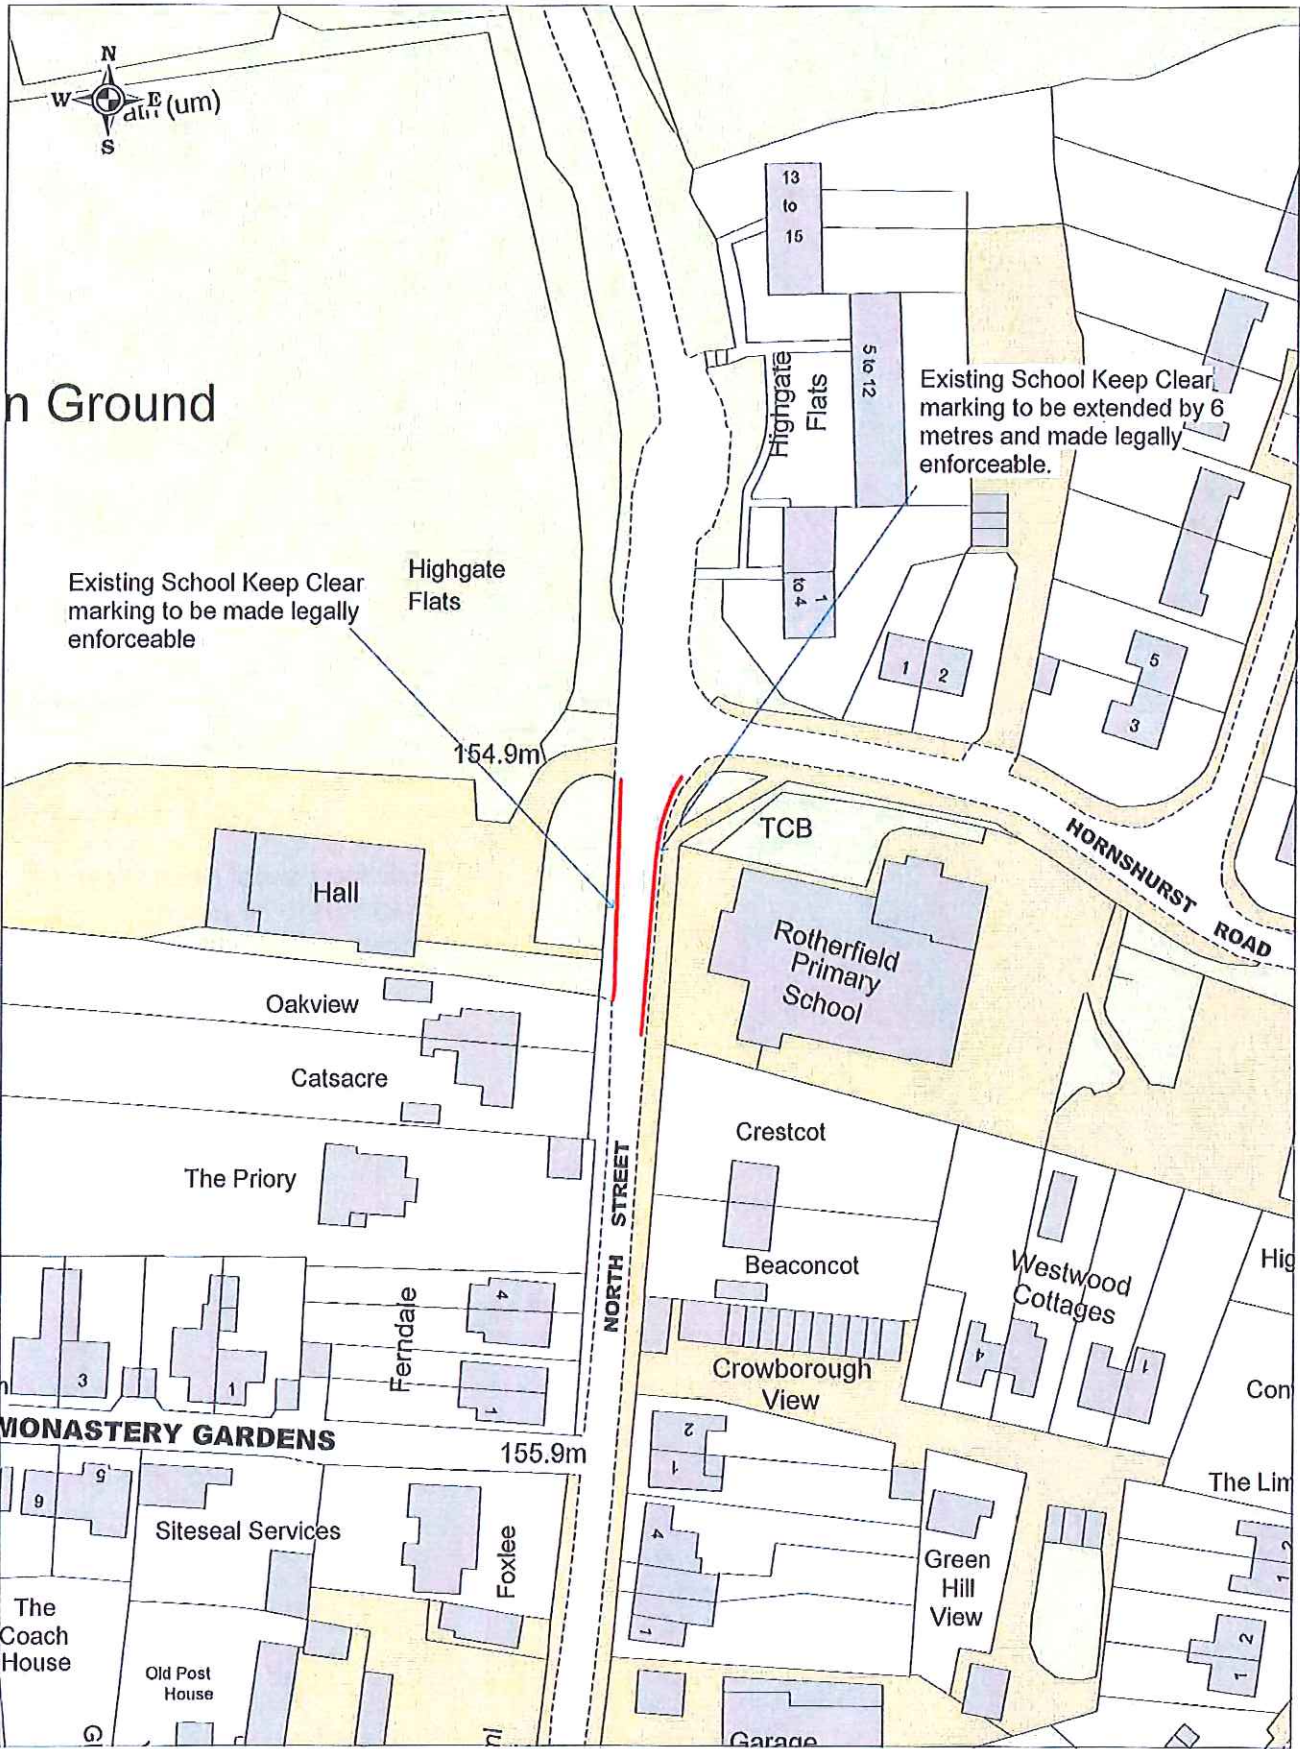 N
W
E
S
ath (um)
13
to
15
n Ground
Highgate
Flats
5 to 12
Existing School Keep Clear
marking to be extended by 6
metres and made legally
enforceable.
Existing School Keep Clear
marking to be made legally
enforceable
Highgate
Flats
1
to 4
1
2
5
3
154.9m
TCB
HORNSHURST ROAD
Hall
Rotherfield
Primary
School
Oakview
Catsacre
The Priory
NORTH STREET
Crestcot
Beaconcot
Westwood
Cottages
Hig
4
1
Con
Crowborough
View
Ferndale
4
1
3
1
MONASTERY GARDENS
155.9m
2
1
The Lim
5
6
Siteseal Services
Foxlee
4
1
Green
Hill
View
2
1
2
1
The
Coach
House
Old Post
House
Garage